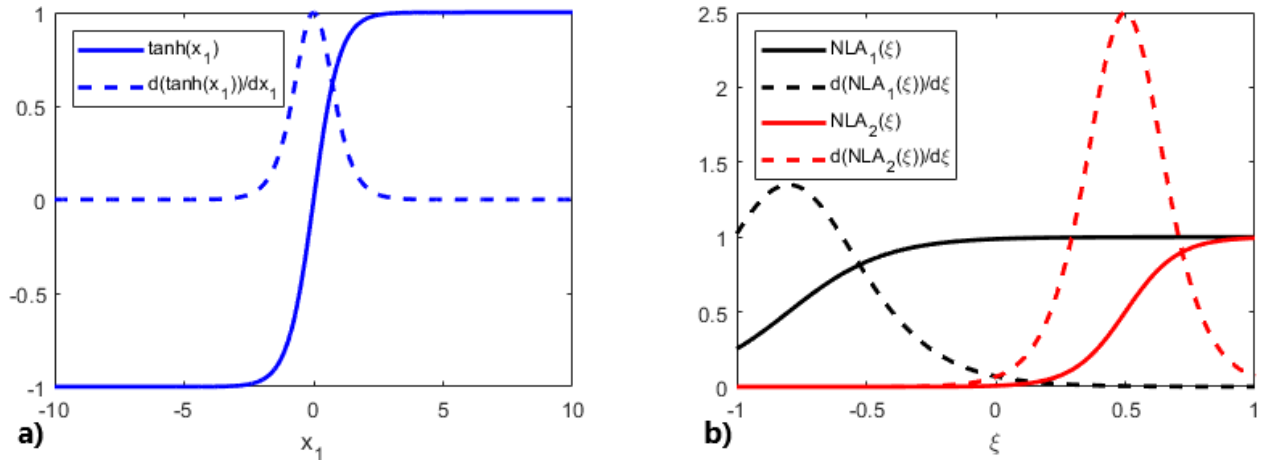 1
0.5
0
-0.5
-1
-10
-5
0
5
10
x₁
a)
tanh(x₁)
d(tanh(x₁))/dx₁
2.5
2
1.5
1
0.5
0
-1
-0.5
0
0.5
1
ξ
b)
NLA₁(ξ)
d(NLA₁(ξ))/dξ
NLA₂(ξ)
d(NLA₂(ξ))/dξ